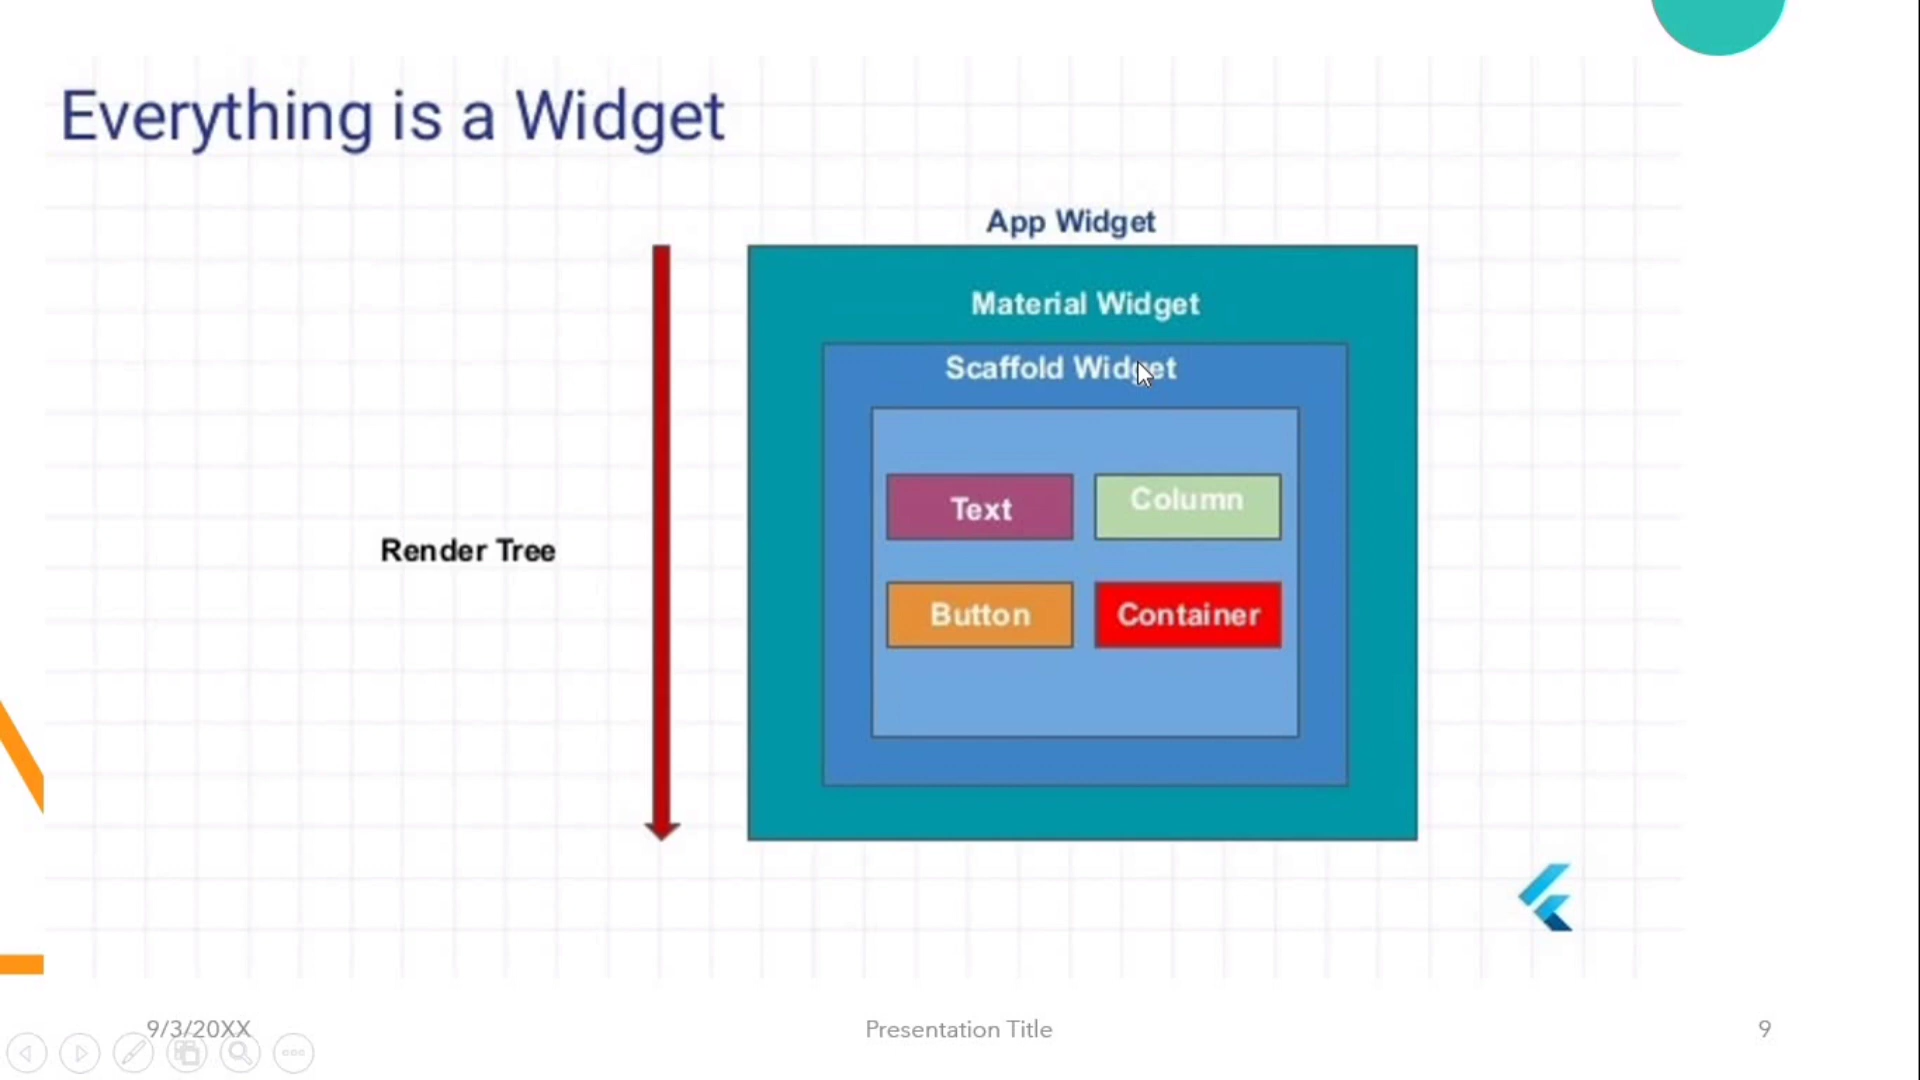 Everything is a Widget
App Widget
Material Widget
Scaffold Widget
Text
Column
Render Tree
Button
Container
9/3/20XX
Presentation Title
9